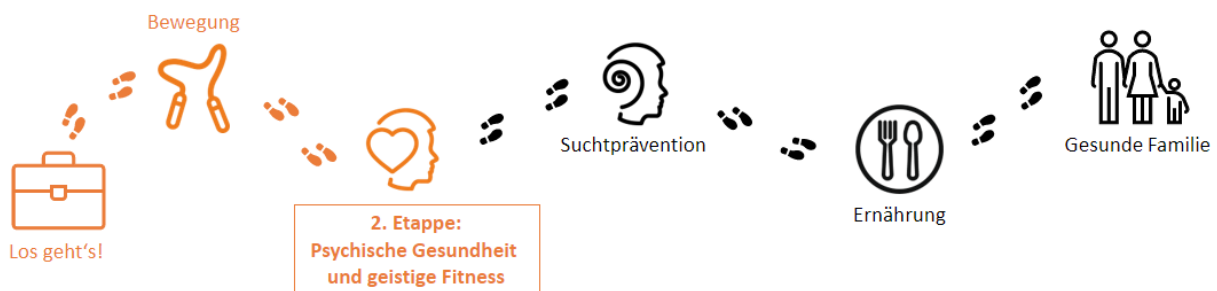 Bewegung
Los geht's!
2. Etappe:
Psychische Gesundheit
und geistige Fitness
Suchtprävention
Ernährung
Gesunde Familie